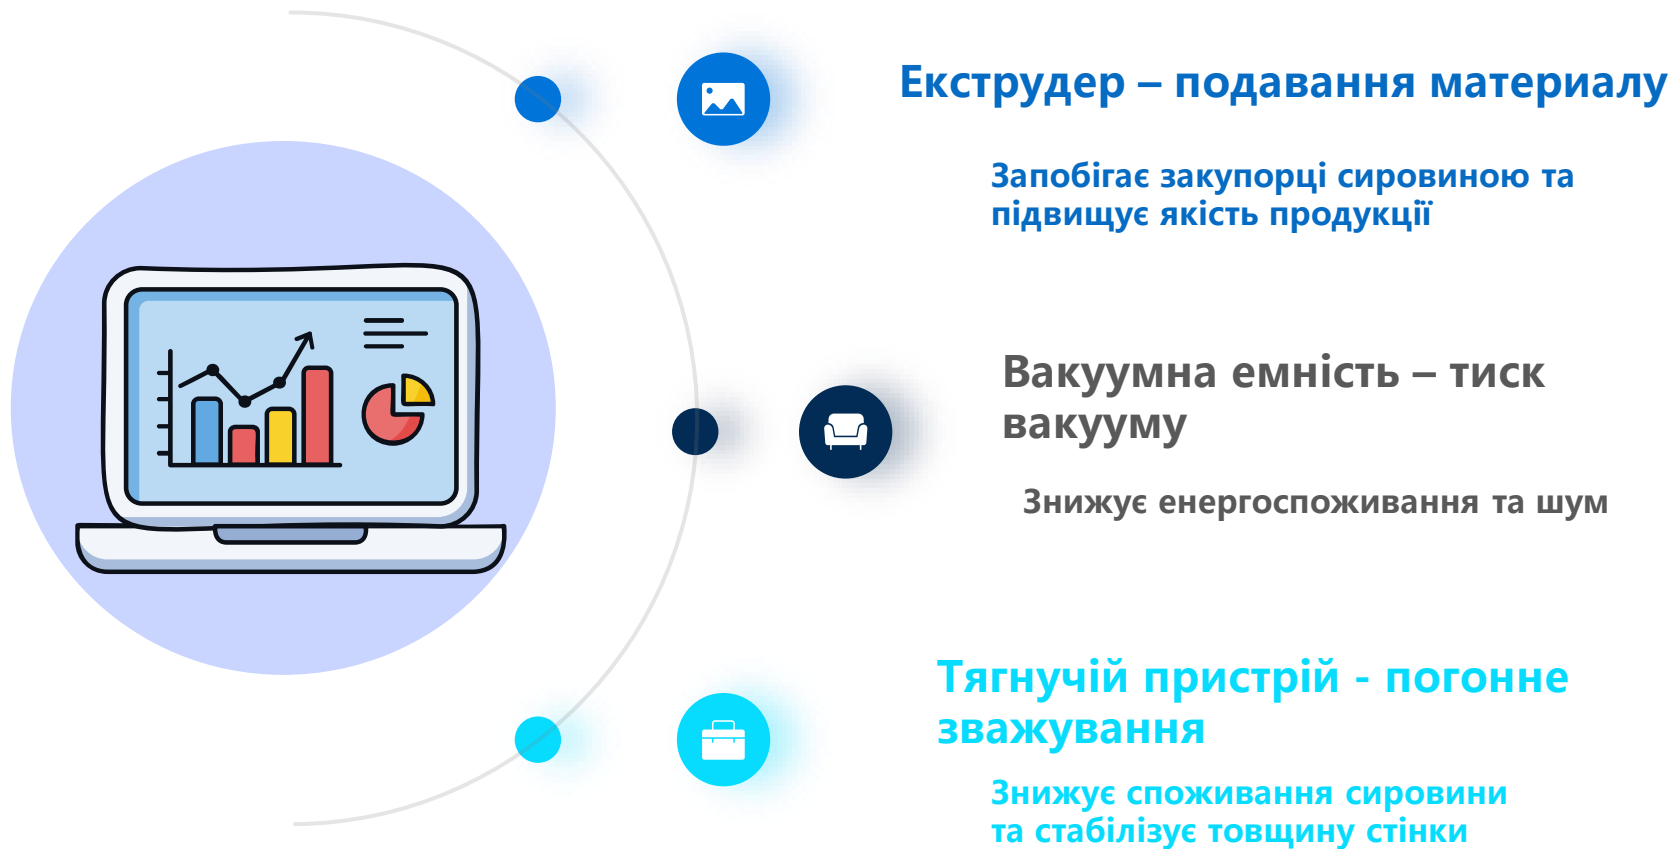 Екструдер – подавання материалу
Запобігає закупорці сировиною та
підвищує якість продукції
Вакуумна емність – тиск
вакууму
Знижує енергоспоживання та шум
Тягнучій пристрій - погонне
зважування
Знижує споживання сировини
та стабілізує товщину стінки